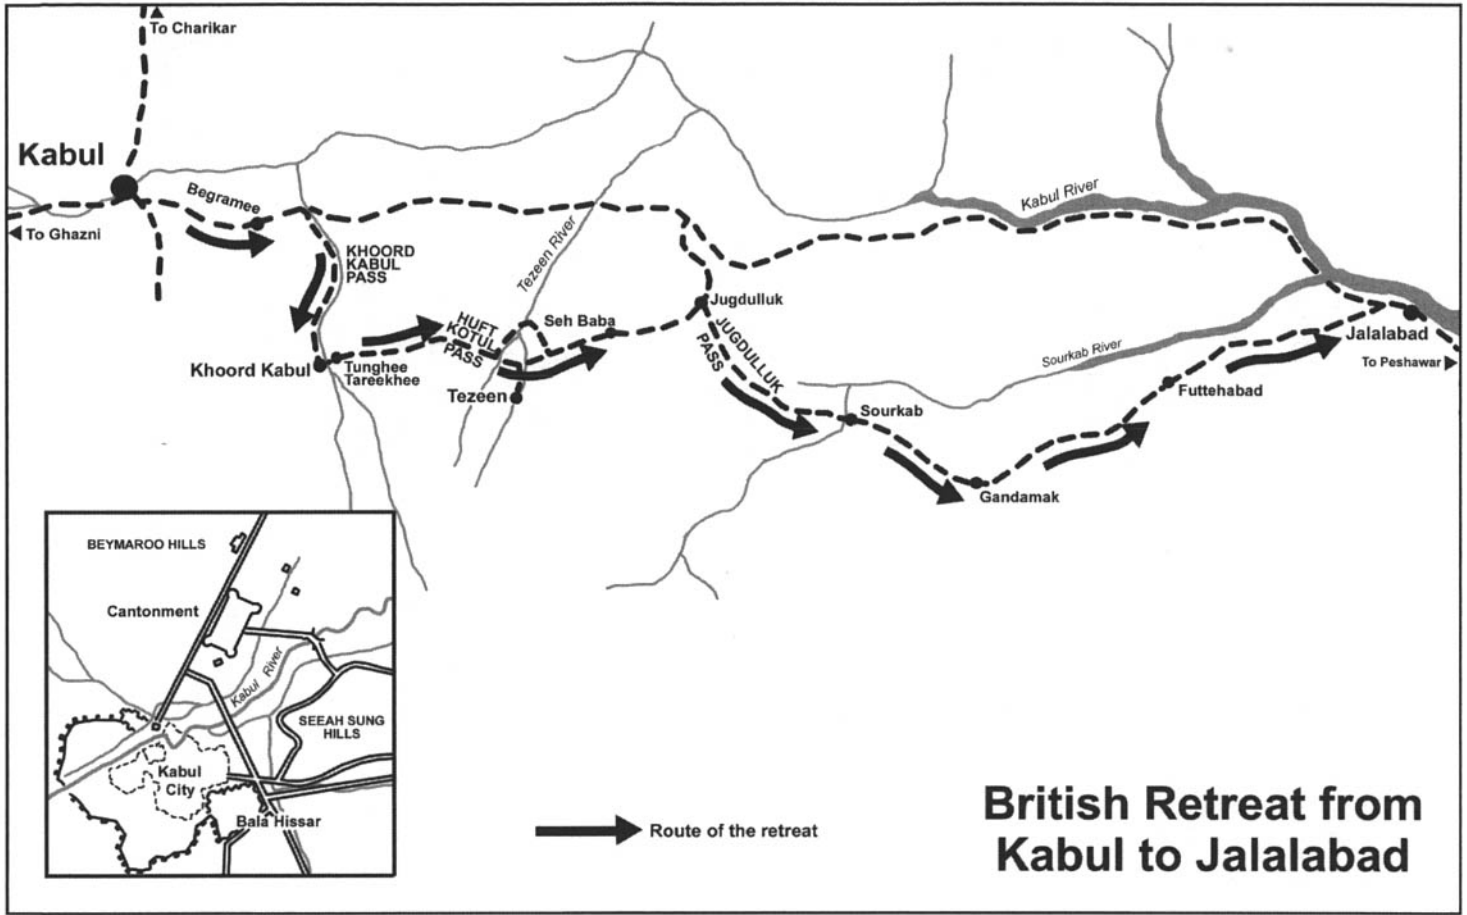 To Charikar
Kabul
Begramee
To Ghazni
KHOORD
KABUL
PASS
Tezeen River
Kabul River
Khoord Kabul
Tunghee
Tareekhee
HUFT
KOTUL
PASS
Tezeen
Seh Baba
Jugdulluk
JUGDULLUK
PASS
Sourkab
Sourkab River
Gandamak
Futtehabad
Jalalabad
To Peshawar
BEYMAROO HILLS
Cantonment
Kabul River
SEEAH SUNG
HILLS
Kabul
City
Bala Hissar
Route of the retreat
British Retreat from
Kabul to Jalalabad